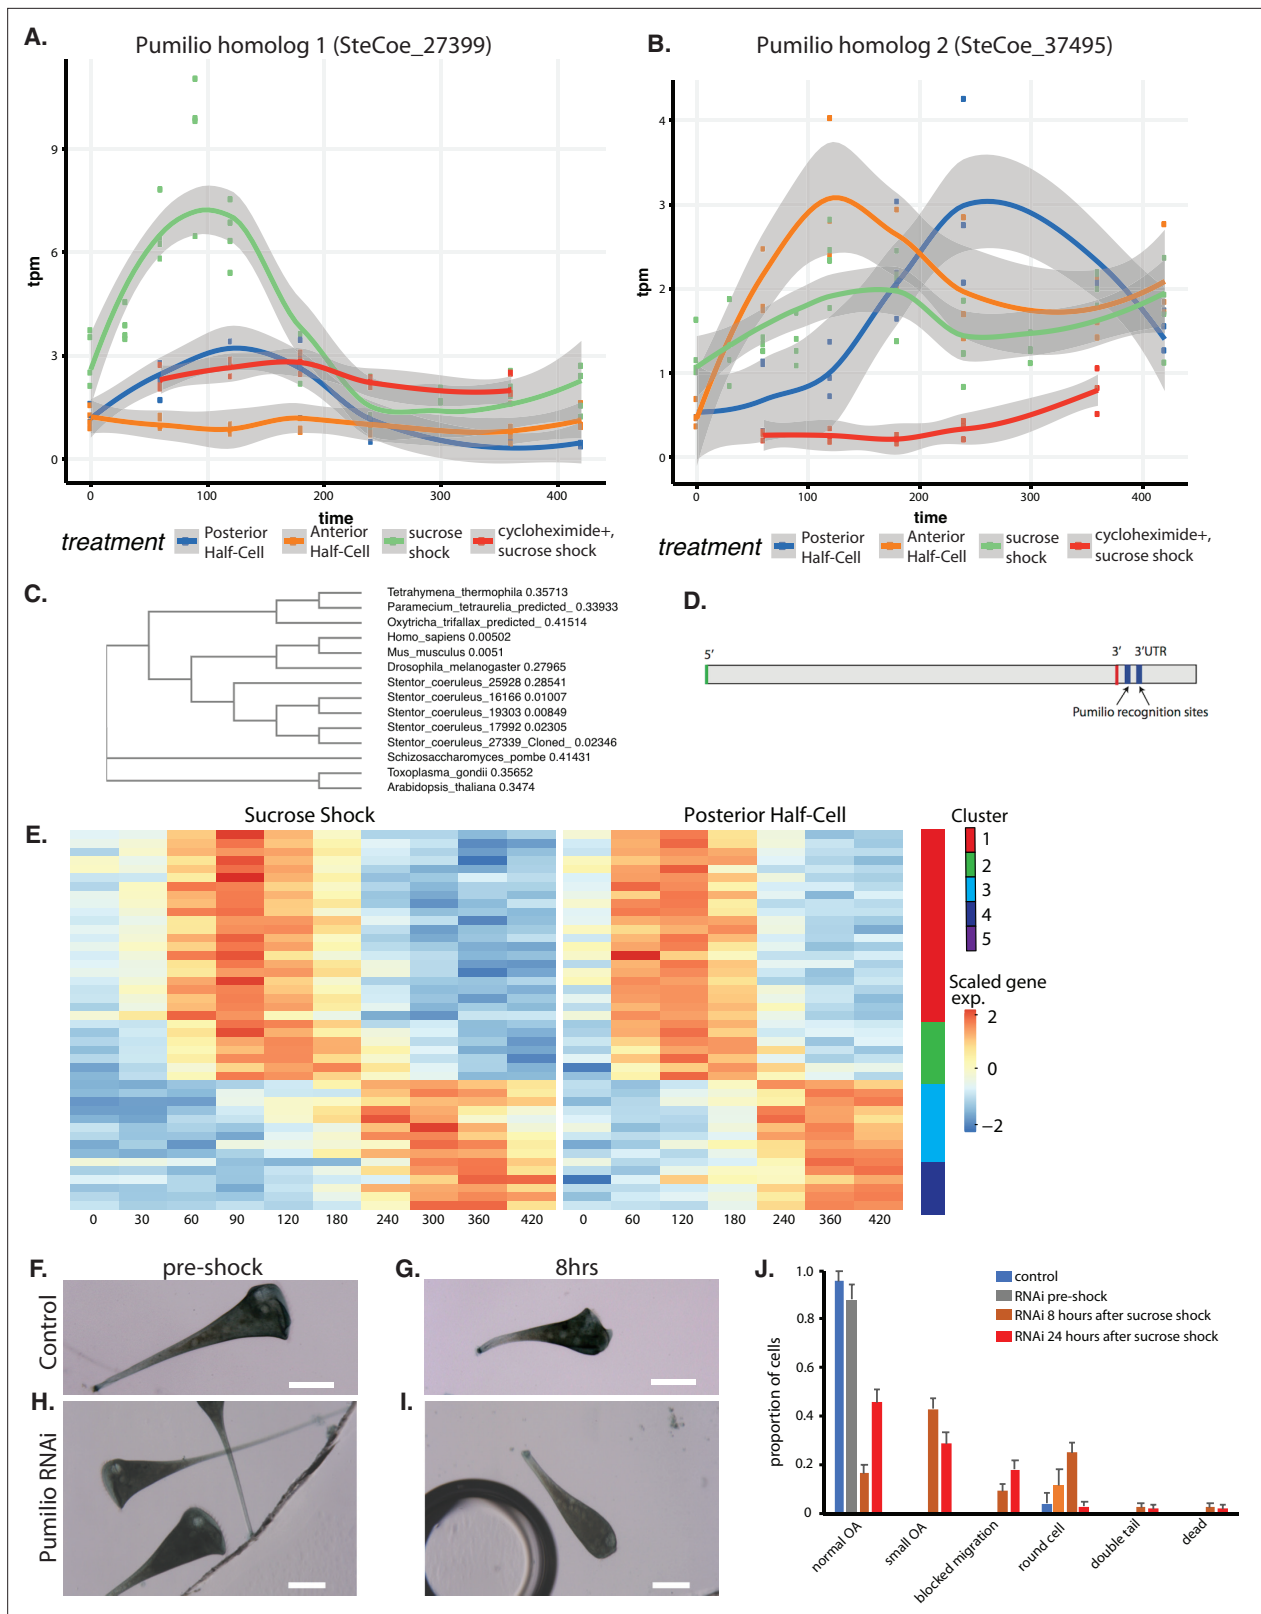 A.
Pumilio homolog 1 (SteCoe_27399)
tpm
9
6
3
0
0 100 200 300 400
time
treatment
Posterior Half-Cell
Anterior Half-Cell
sucrose shock
cycloheximide+, sucrose shock
B.
Pumilio homolog 2 (SteCoe_37495)
tpm
4
3
2
1
0
0 100 200 300 400
time
treatment
Posterior Half-Cell
Anterior Half-Cell
sucrose shock
cycloheximide+, sucrose shock
C.
Tetrahymena_thermophila 0.35713
Paramecium_tetraurelia_predicted_ 0.33933
Oxytricha_trifallax_predicted_ 0.41514
Homo_sapiens 0.00502
Mus_musculus 0.0051
Drosophila_melanogaster 0.27965
Stentor_coeruleus_25928 0.28541
Stentor_coeruleus_16166 0.01007
Stentor_coeruleus_19303 0.00849
Stentor_coeruleus_17992 0.02305
Stentor_coeruleus_27339_Cloned_ 0.02346
Schizosaccharomyces_pombe 0.41431
Toxoplasma_gondii 0.35652
Arabidopsis_thaliana 0.3474
D.
5' 3' 3'UTR
Pumilio recognition sites
E.
Sucrose Shock
0 30 60 90 120 180 240 300 360 420
Posterior Half-Cell
0 60 120 180 240 360 420
Cluster
1
2
3
4
5
Scaled gene
exp.
2
0
−2
F.
pre-shock
G.
8hrs
Control
H.
I.
Pumilio RNAi
J.
proportion of cells
1.0
0.8
0.6
0.4
0.2
0
control
RNAi pre-shock
RNAi 8 hours after sucrose shock
RNAi 24 hours after sucrose shock
normal OA
small OA
blocked migration
round cell
double tail
dead